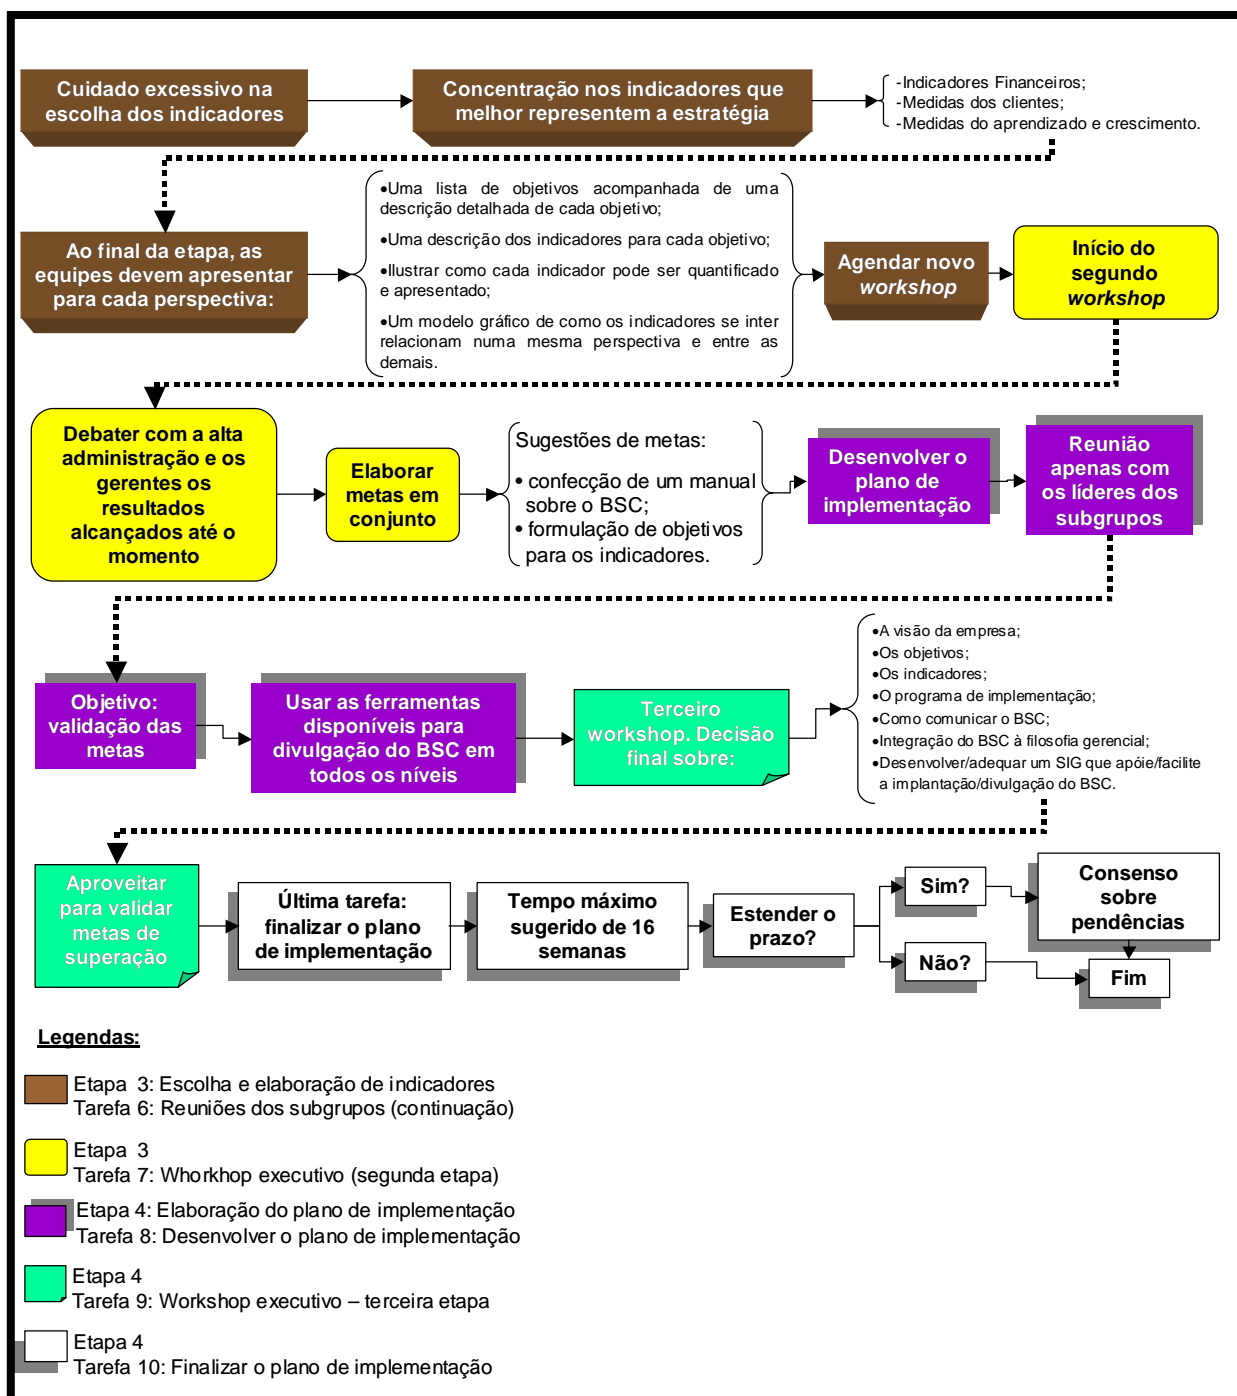 Cuidado excessivo na
escolha dos indicadores
Concentração nos indicadores que
melhor representem a estratégia
-Indicadores Financeiros;
-Medidas dos clientes;
-Medidas do aprendizado e crescimento.
Ao final da etapa, as
equipes devem apresentar
para cada perspectiva:
•Uma lista de objetivos acompanhada de uma
descrição detalhada de cada objetivo;
•Uma descrição dos indicadores para cada objetivo;
•Ilustrar como cada indicador pode ser quantificado
e apresentado;
•Um modelo gráfico de como os indicadores se inter
relacionam numa mesma perspectiva e entre as
demais.
Agendar novo
workshop
Início do
segundo
workshop
Debater com a alta
administração e os
gerentes os
resultados
alcançados até o
momento
Elaborar
metas em
conjunto
Sugestões de metas:
• confecção de um manual
sobre o BSC;
• formulação de objetivos
para os indicadores.
Desenvolver o
plano de
implementação
Reunião
apenas com
os líderes dos
subgrupos
Objetivo:
validação das
metas
Usar as ferramentas
disponíveis para
divulgação do BSC em
todos os níveis
Terceiro
workshop. Decisão
final sobre:
•A visão da empresa;
•Os objetivos;
•Os indicadores;
•O programa de implementação;
•Como comunicar o BSC;
•Integração do BSC à filosofia gerencial;
•Desenvolver/adequar um SIG que apóie/facilite
a implantação/divulgação do BSC.
Aproveitar
para validar
metas de
superação
Última tarefa:
finalizar o plano
de implementação
Tempo máximo
sugerido de 16
semanas
Estender o
prazo?
Sim?
Não?
Consenso
sobre
pendências
Fim
Legendas:
Etapa 3: Escolha e elaboração de indicadores
Tarefa 6: Reuniões dos subgrupos (continuação)
Etapa 3
Tarefa 7: Whorkhop executivo (segunda etapa)
Etapa 4: Elaboração do plano de implementação
Tarefa 8: Desenvolver o plano de implementação
Etapa 4
Tarefa 9: Workshop executivo – terceira etapa
Etapa 4
Tarefa 10: Finalizar o plano de implementação